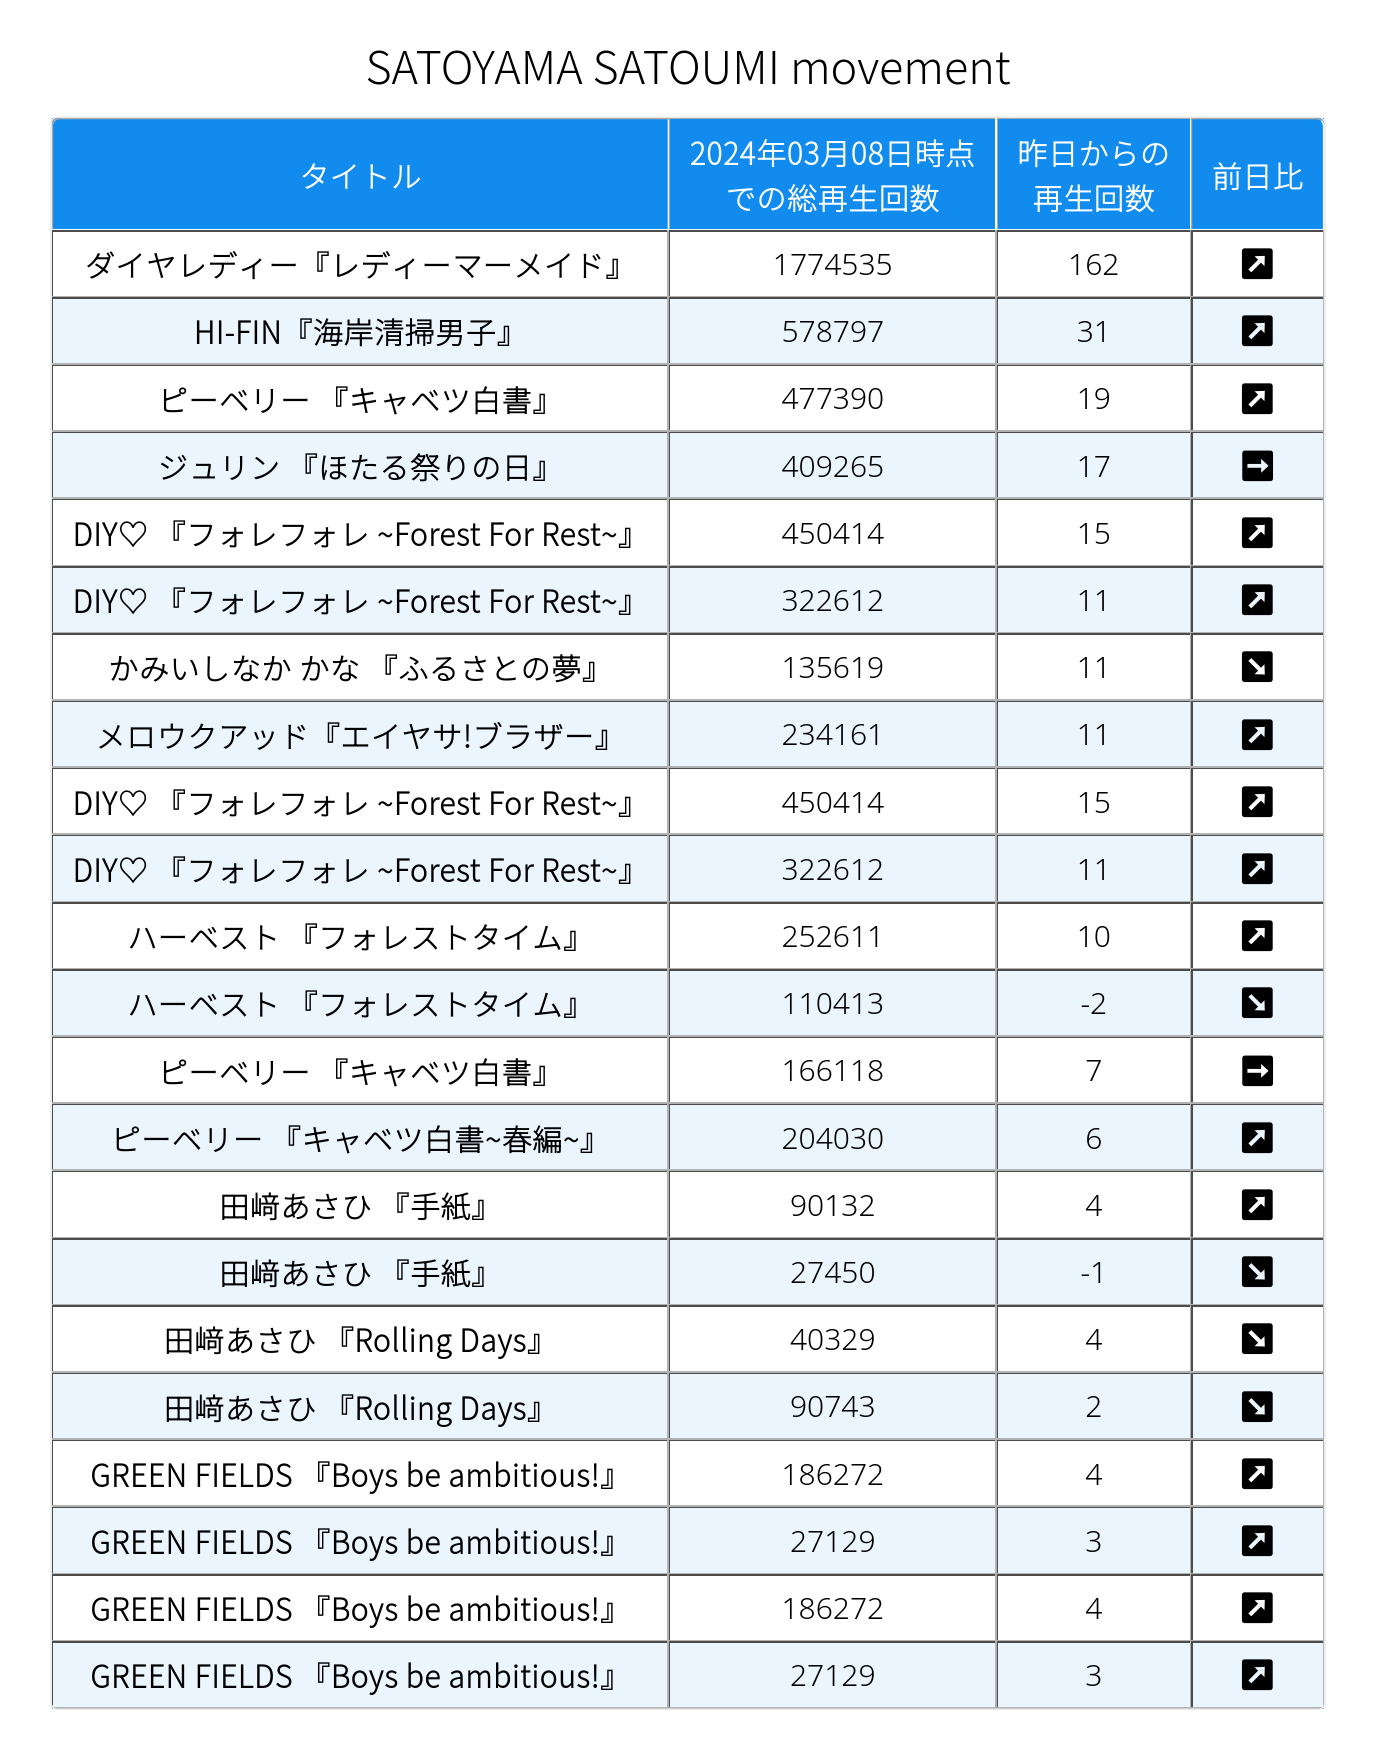 SATOYAMA SATOUMI movement
タイトル 2024年03月08日時点での総再生回数 昨日からの再生回数 前日比
ダイヤレディー『レディーマーメイド』 1774535 162 ↗
HI-FIN『海岸清掃男子』 578797 31 ↗
ピーベリー 『キャベツ白書』 477390 19 ↗
ジュリン 『ほたる祭りの日』 409265 17 →
DIY♡ 『フォレフォレ ~Forest For Rest~』 450414 15 ↗
DIY♡ 『フォレフォレ ~Forest For Rest~』 322612 11 ↗
かみいしなか かな 『ふるさとの夢』 135619 11 ↘
メロウクアッド『エイヤサ!ブラザー』 234161 11 ↗
DIY♡ 『フォレフォレ ~Forest For Rest~』 450414 15 ↗
DIY♡ 『フォレフォレ ~Forest For Rest~』 322612 11 ↗
ハーベスト 『フォレストタイム』 252611 10 ↗
ハーベスト 『フォレストタイム』 110413 -2 ↘
ピーベリー 『キャベツ白書』 166118 7 →
ピーベリー 『キャベツ白書~春編~』 204030 6 ↗
田﨑あさひ 『手紙』 90132 4 ↗
田﨑あさひ 『手紙』 27450 -1 ↘
田﨑あさひ 『Rolling Days』 40329 4 ↘
田﨑あさひ 『Rolling Days』 90743 2 ↘
GREEN FIELDS 『Boys be ambitious!』 186272 4 ↗
GREEN FIELDS 『Boys be ambitious!』 27129 3 ↗
GREEN FIELDS 『Boys be ambitious!』 186272 4 ↗
GREEN FIELDS 『Boys be ambitious!』 27129 3 ↗